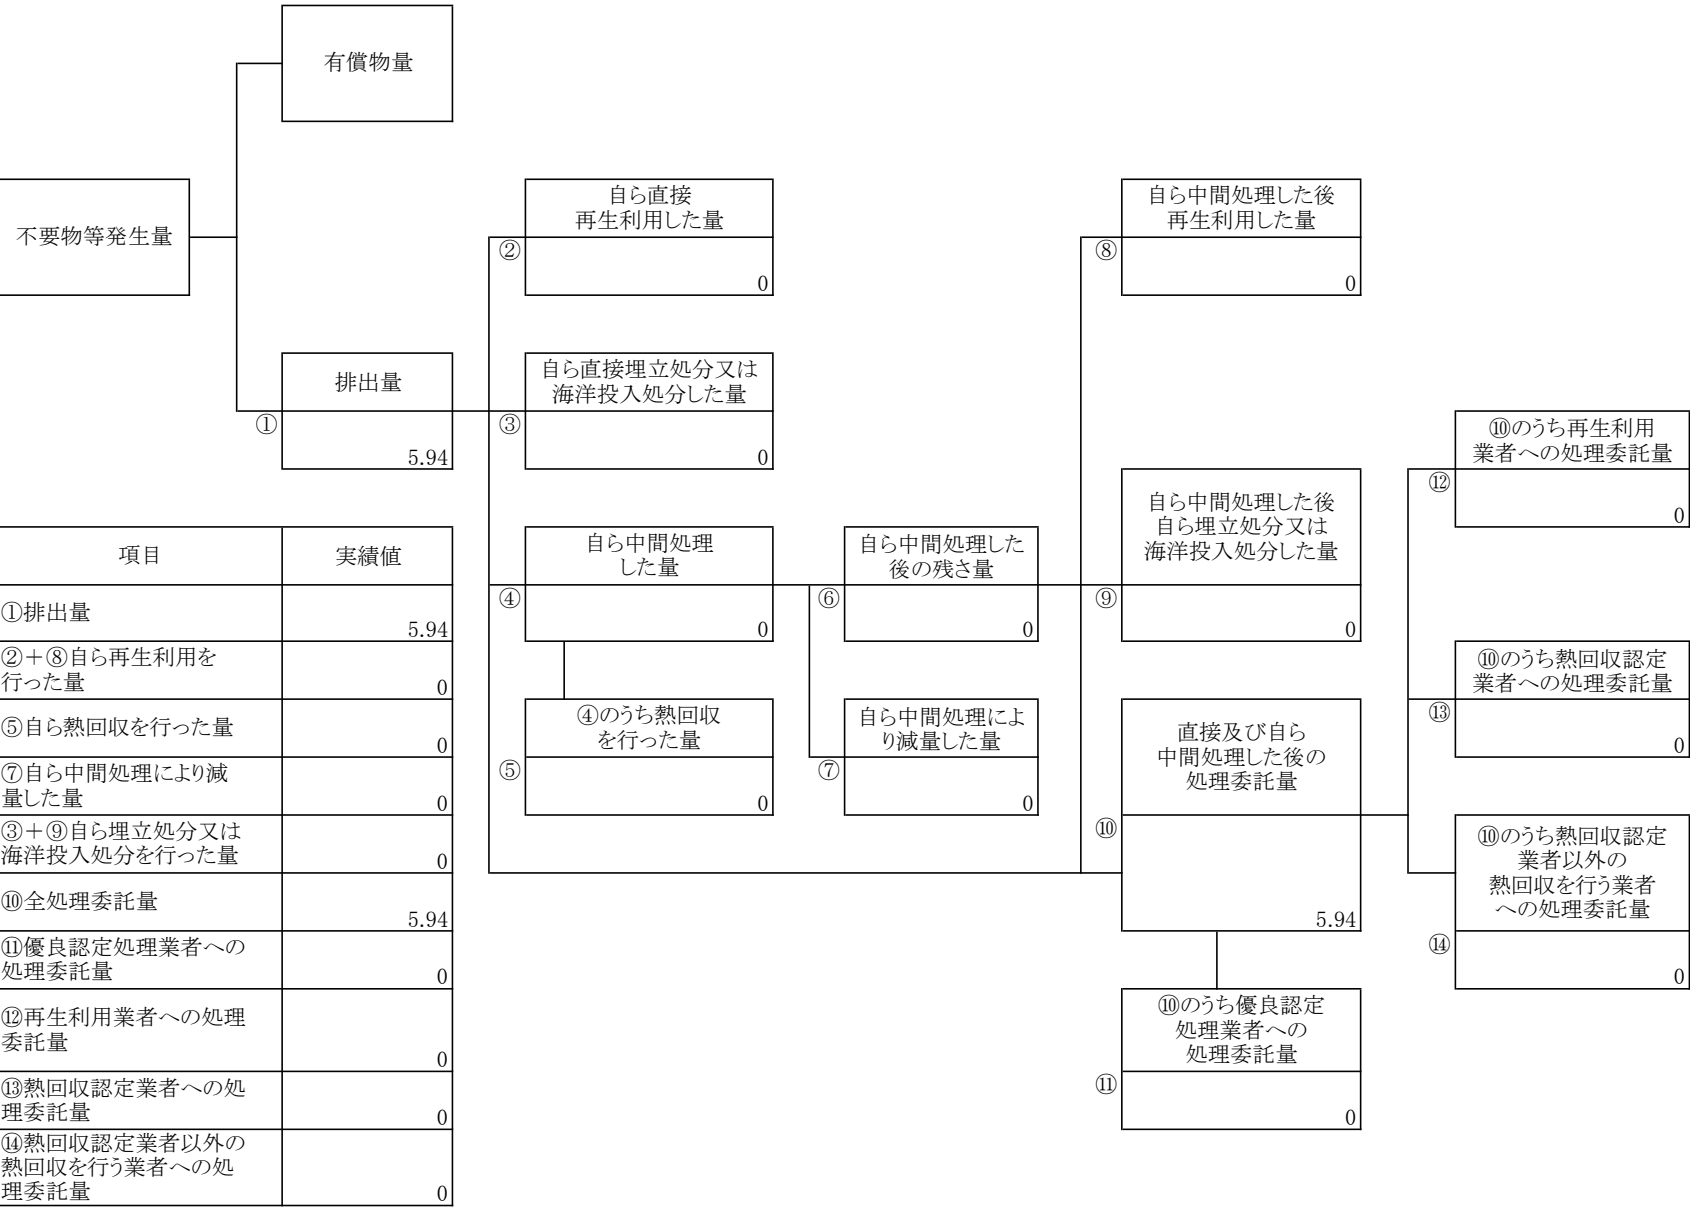 有償物量
不要物等発生量
自ら直接
再生利用した量
②
0
自ら中間処理した後
再生利用した量
⑧
0
排出量
①
5.94
自ら直接埋立処分又は
海洋投入処分した量
③
0
⑩のうち再生利用
業者への処理委託量
⑫
0
自ら中間処理
した量
④
0
自ら中間処理した
後の残さ量
⑥
0
自ら中間処理した後
自ら埋立処分又は
海洋投入処分した量
⑨
0
⑩のうち熱回収認定
業者への処理委託量
⑬
0
④のうち熱回収
を行った量
⑤
0
自ら中間処理によ
り減量した量
⑦
0
直接及び自ら
中間処理した後の
処理委託量
⑩
5.94
⑩のうち熱回収認定
業者以外の
熱回収を行う業者
への処理委託量
⑭
0
⑩のうち優良認定
処理業者への
処理委託量
⑪
0
項目 実績値
①排出量
5.94
②＋⑧自ら再生利用を
行った量
0
⑤自ら熱回収を行った量
0
⑦自ら中間処理により減
量した量
0
③＋⑨自ら埋立処分又は
海洋投入処分を行った量
0
⑩全処理委託量
5.94
⑪優良認定処理業者への
処理委託量
0
⑫再生利用業者への処理
委託量
0
⑬熱回収認定業者への処
理委託量
0
⑭熱回収認定業者以外の
熱回収を行う業者への処
理委託量
0